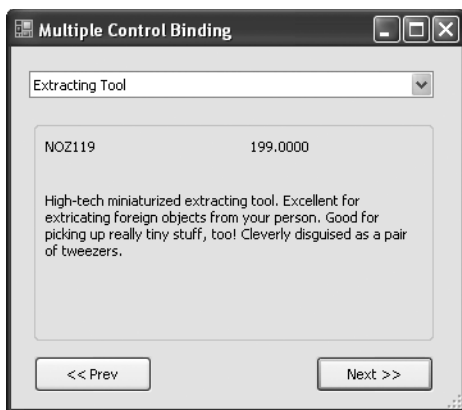 Multiple Control Binding
Extracting Tool
NOZ119 199.0000
High-tech miniaturized extracting tool. Excellent for
extricating foreign objects from your person. Good for
picking up really tiny stuff, too! Cleverly disguised as a pair
of tweezers.
<< Prev Next >>